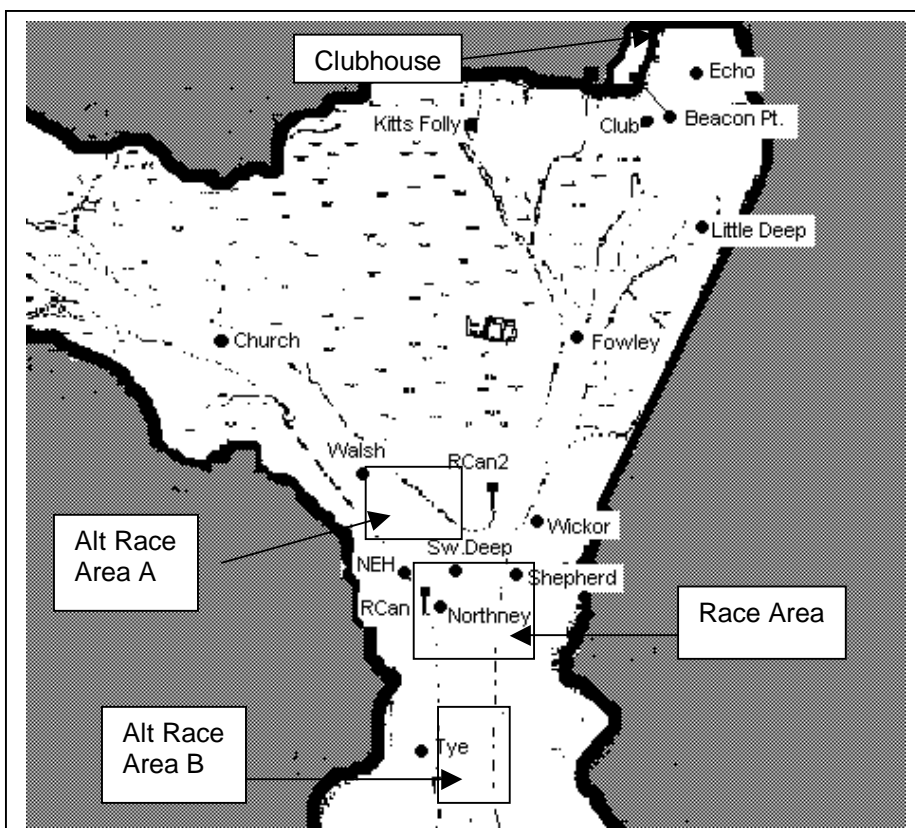 Clubhouse
Echo
Kitts Folly
Club
Beacon Pt.
Little Deep
Church
Fowley
Walsh
RCan2
Alt Race
Area A
Wickor
Sw.Deep
NEH
Shepherd
RCan
Northney
Race Area
Alt Race
Area B
Tye